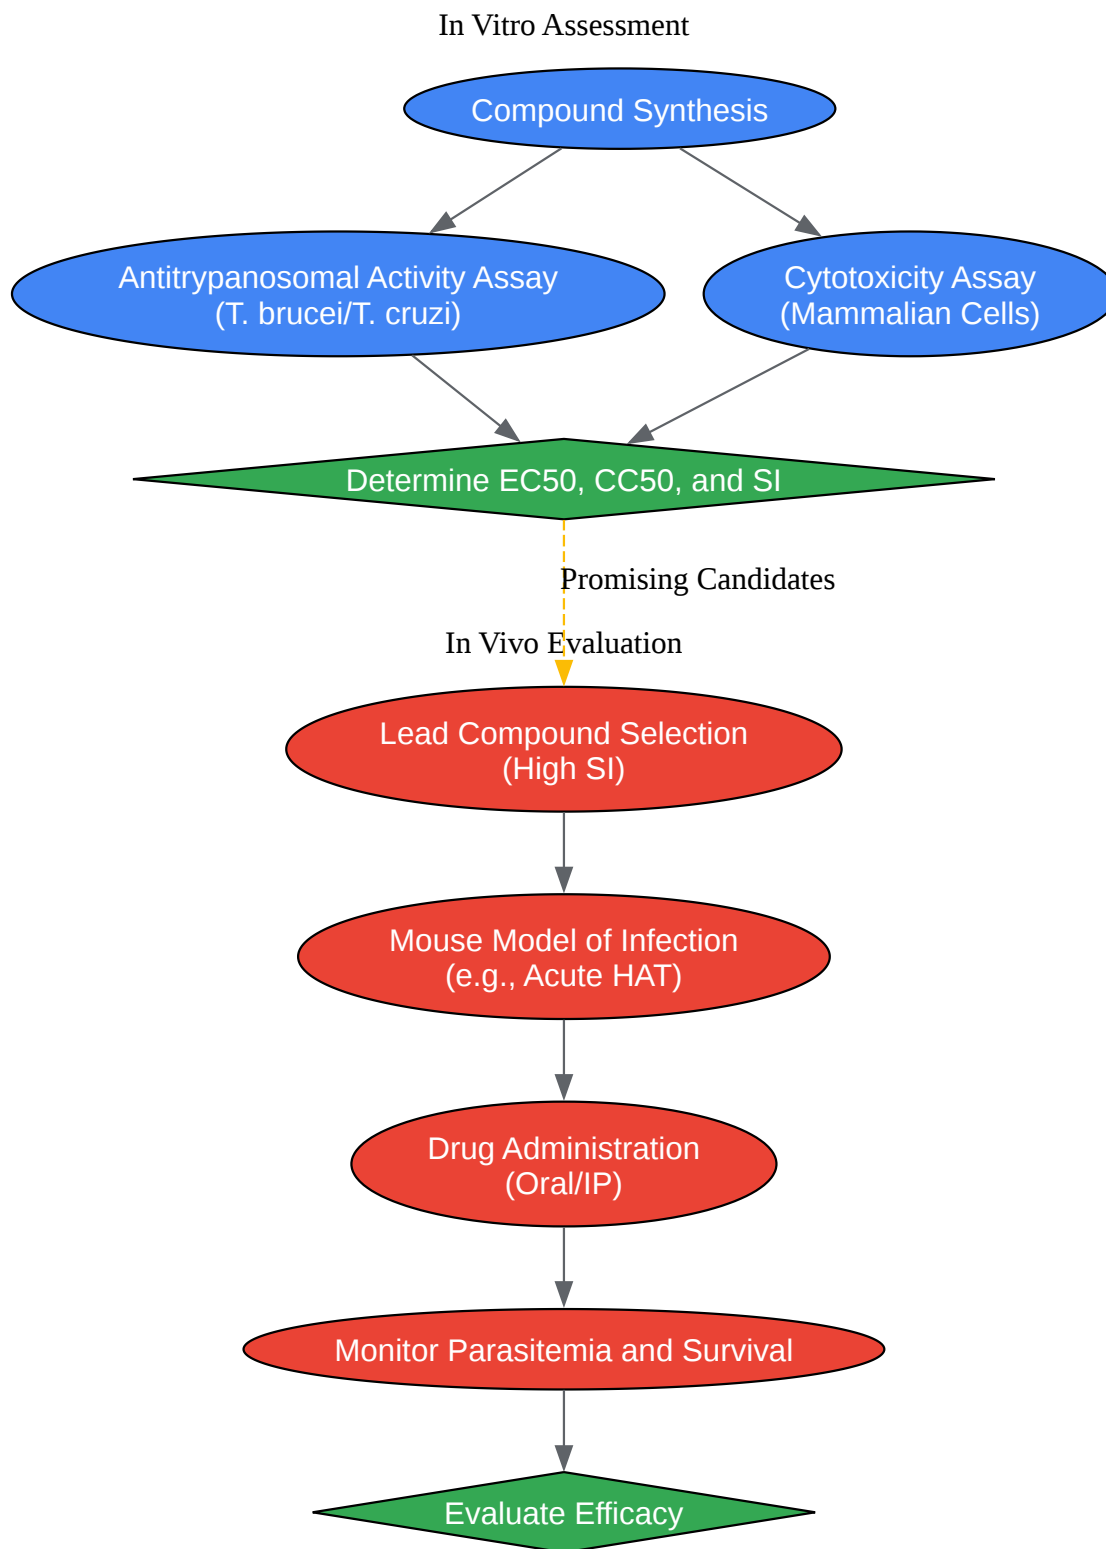 In Vitro Assessment
Compound Synthesis
Antitrypanosomal Activity Assay
(T. brucei/T. cruzi)
Cytotoxicity Assay
(Mammalian Cells)
Determine EC50, CC50, and SI
Promising Candidates
In Vivo Evaluation
Lead Compound Selection
(High SI)
Mouse Model of Infection
(e.g., Acute HAT)
Drug Administration
(Oral/IP)
Monitor Parasitemia and Survival
Evaluate Efficacy